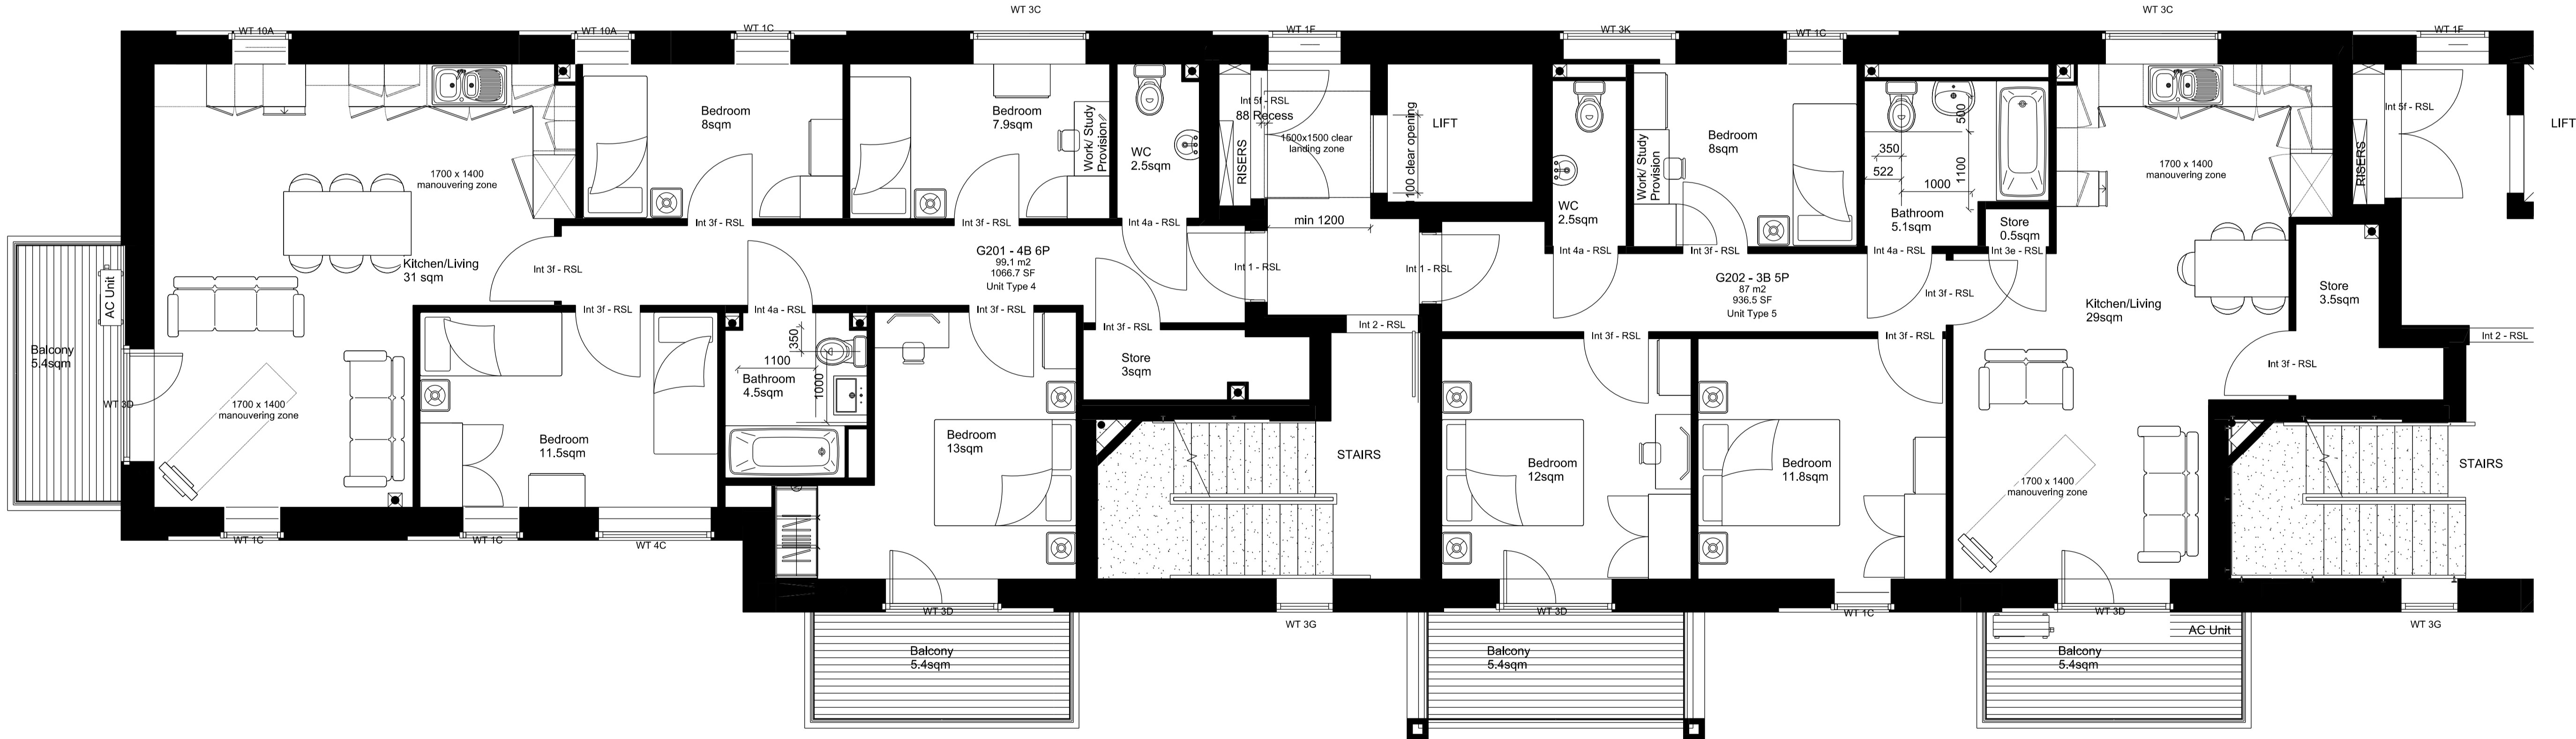 WT 3C
WT 3C
WT 10A
WT 10A
WT 1C
WT 1F
WT 3K
WT 1C
WT 1F
Bedroom
8sqm
Bedroom
7.9sqm
Work/ Study
Provision
WC
2.5sqm
RISERS
Int 5f - RSL
88 Recess
1500x1500 clear
landing zone
1100 clear opening
LIFT
min 1200
WC
2.5sqm
Work/ Study
Provision
Bedroom
8sqm
350
522
500
1100
1000
Bathroom
5.1sqm
Store
0.5sqm
1700 x 1400
manouvering zone
RISERS
Int 5f - RSL
LIFT
1700 x 1400
manouvering zone
Kitchen/Living
31 sqm
AC Unit
Balcony
5.4sqm
WT 3D
Int 3f - RSL
Int 3f - RSL
Int 3f - RSL
Int 4a - RSL
G201 - 4B 6P
99.1 m2
1066.7 SF
Unit Type 4
Int 1 - RSL
Int 1 - RSL
Int 4a - RSL
Int 3f - RSL
Int 4a - RSL
Int 3e - RSL
G202 - 3B 5P
87 m2
936.5 SF
Unit Type 5
Int 3f - RSL
Kitchen/Living
29sqm
Store
3.5sqm
Int 3f - RSL
Int 4a - RSL
Int 3f - RSL
Int 3f - RSL
Int 2 - RSL
Int 3f - RSL
Int 3f - RSL
Int 2 - RSL
Int 3f - RSL
350
1100
1000
Bathroom
4.5sqm
Store
3sqm
1700 x 1400
manouvering zone
Bedroom
11.5sqm
Bedroom
13sqm
STAIRS
Bedroom
12sqm
Bedroom
11.8sqm
1700 x 1400
manouvering zone
STAIRS
WT 1C
WT 1C
WT 4C
WT 3D
WT 3G
WT 3D
WT 1C
WT 3D
WT 3G
Balcony
5.4sqm
Balcony
5.4sqm
AC Unit
Balcony
5.4sqm